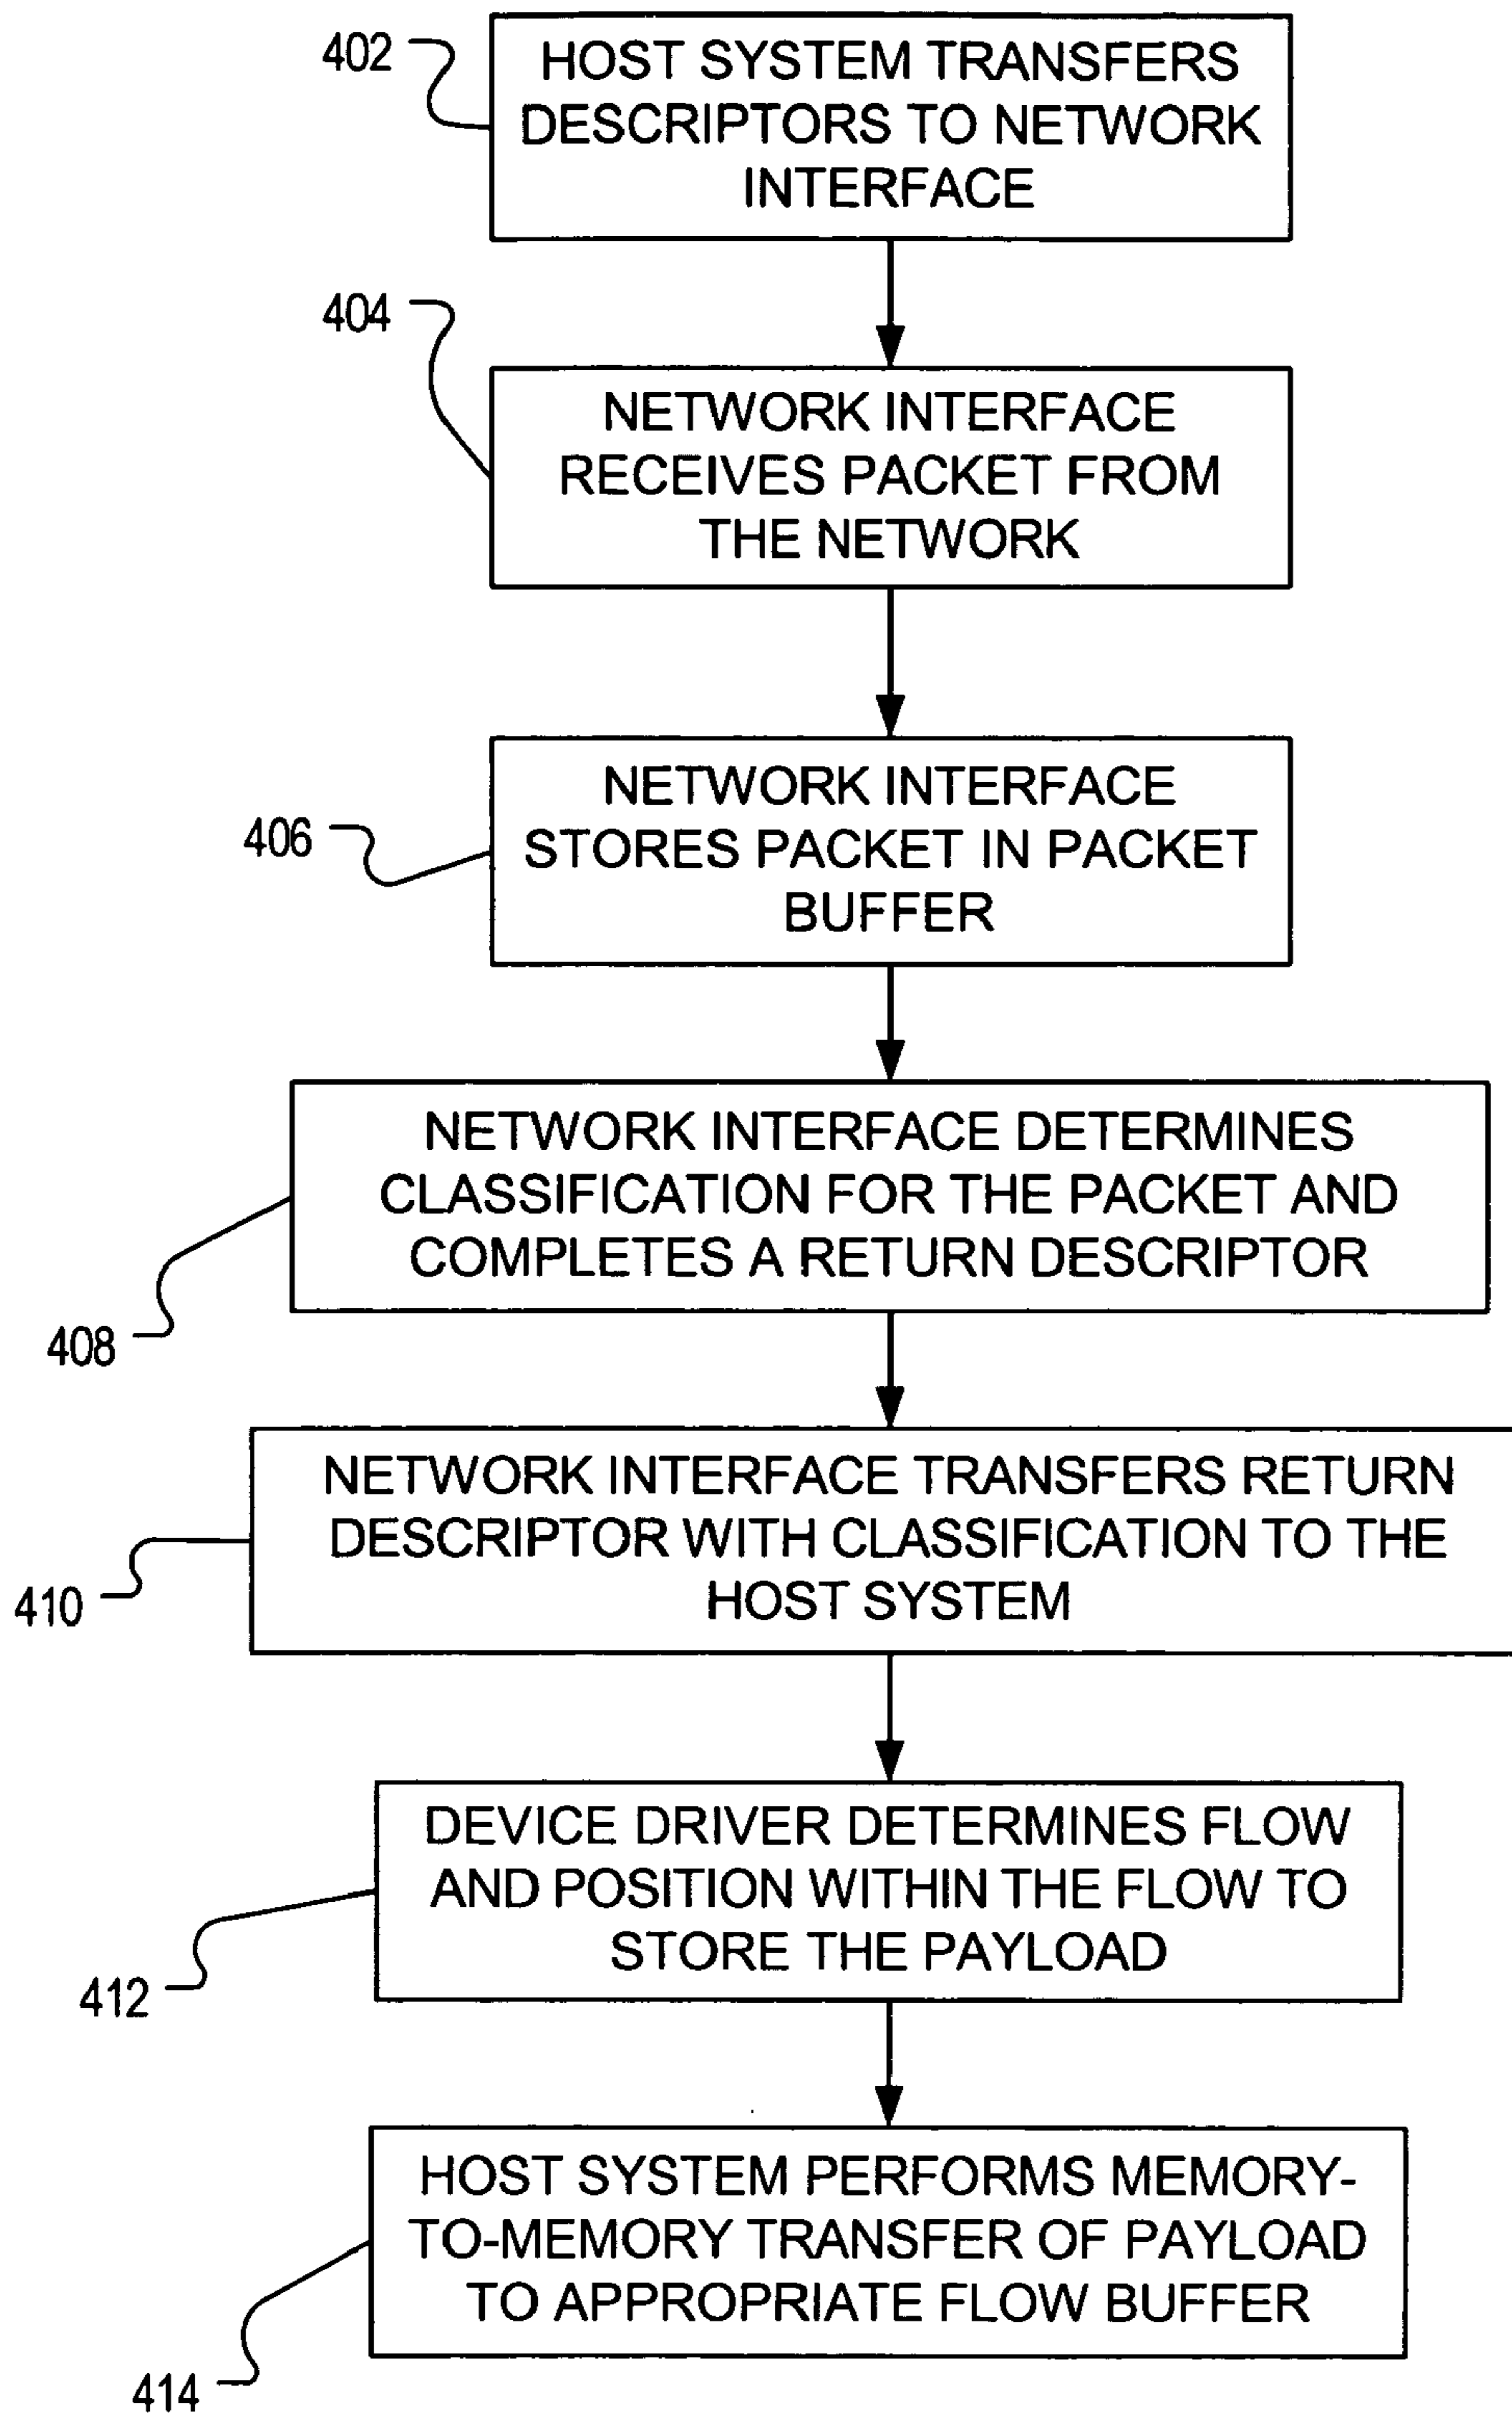 402
HOST SYSTEM TRANSFERS
DESCRIPTORS TO NETWORK
INTERFACE
404
NETWORK INTERFACE
RECEIVES PACKET FROM
THE NETWORK
406
NETWORK INTERFACE
STORES PACKET IN PACKET
BUFFER
408
NETWORK INTERFACE DETERMINES
CLASSIFICATION FOR THE PACKET AND
COMPLETES A RETURN DESCRIPTOR
410
NETWORK INTERFACE TRANSFERS RETURN
DESCRIPTOR WITH CLASSIFICATION TO THE
HOST SYSTEM
412
DEVICE DRIVER DETERMINES FLOW
AND POSITION WITHIN THE FLOW TO
STORE THE PAYLOAD
414
HOST SYSTEM PERFORMS MEMORY-
TO-MEMORY TRANSFER OF PAYLOAD
TO APPROPRIATE FLOW BUFFER